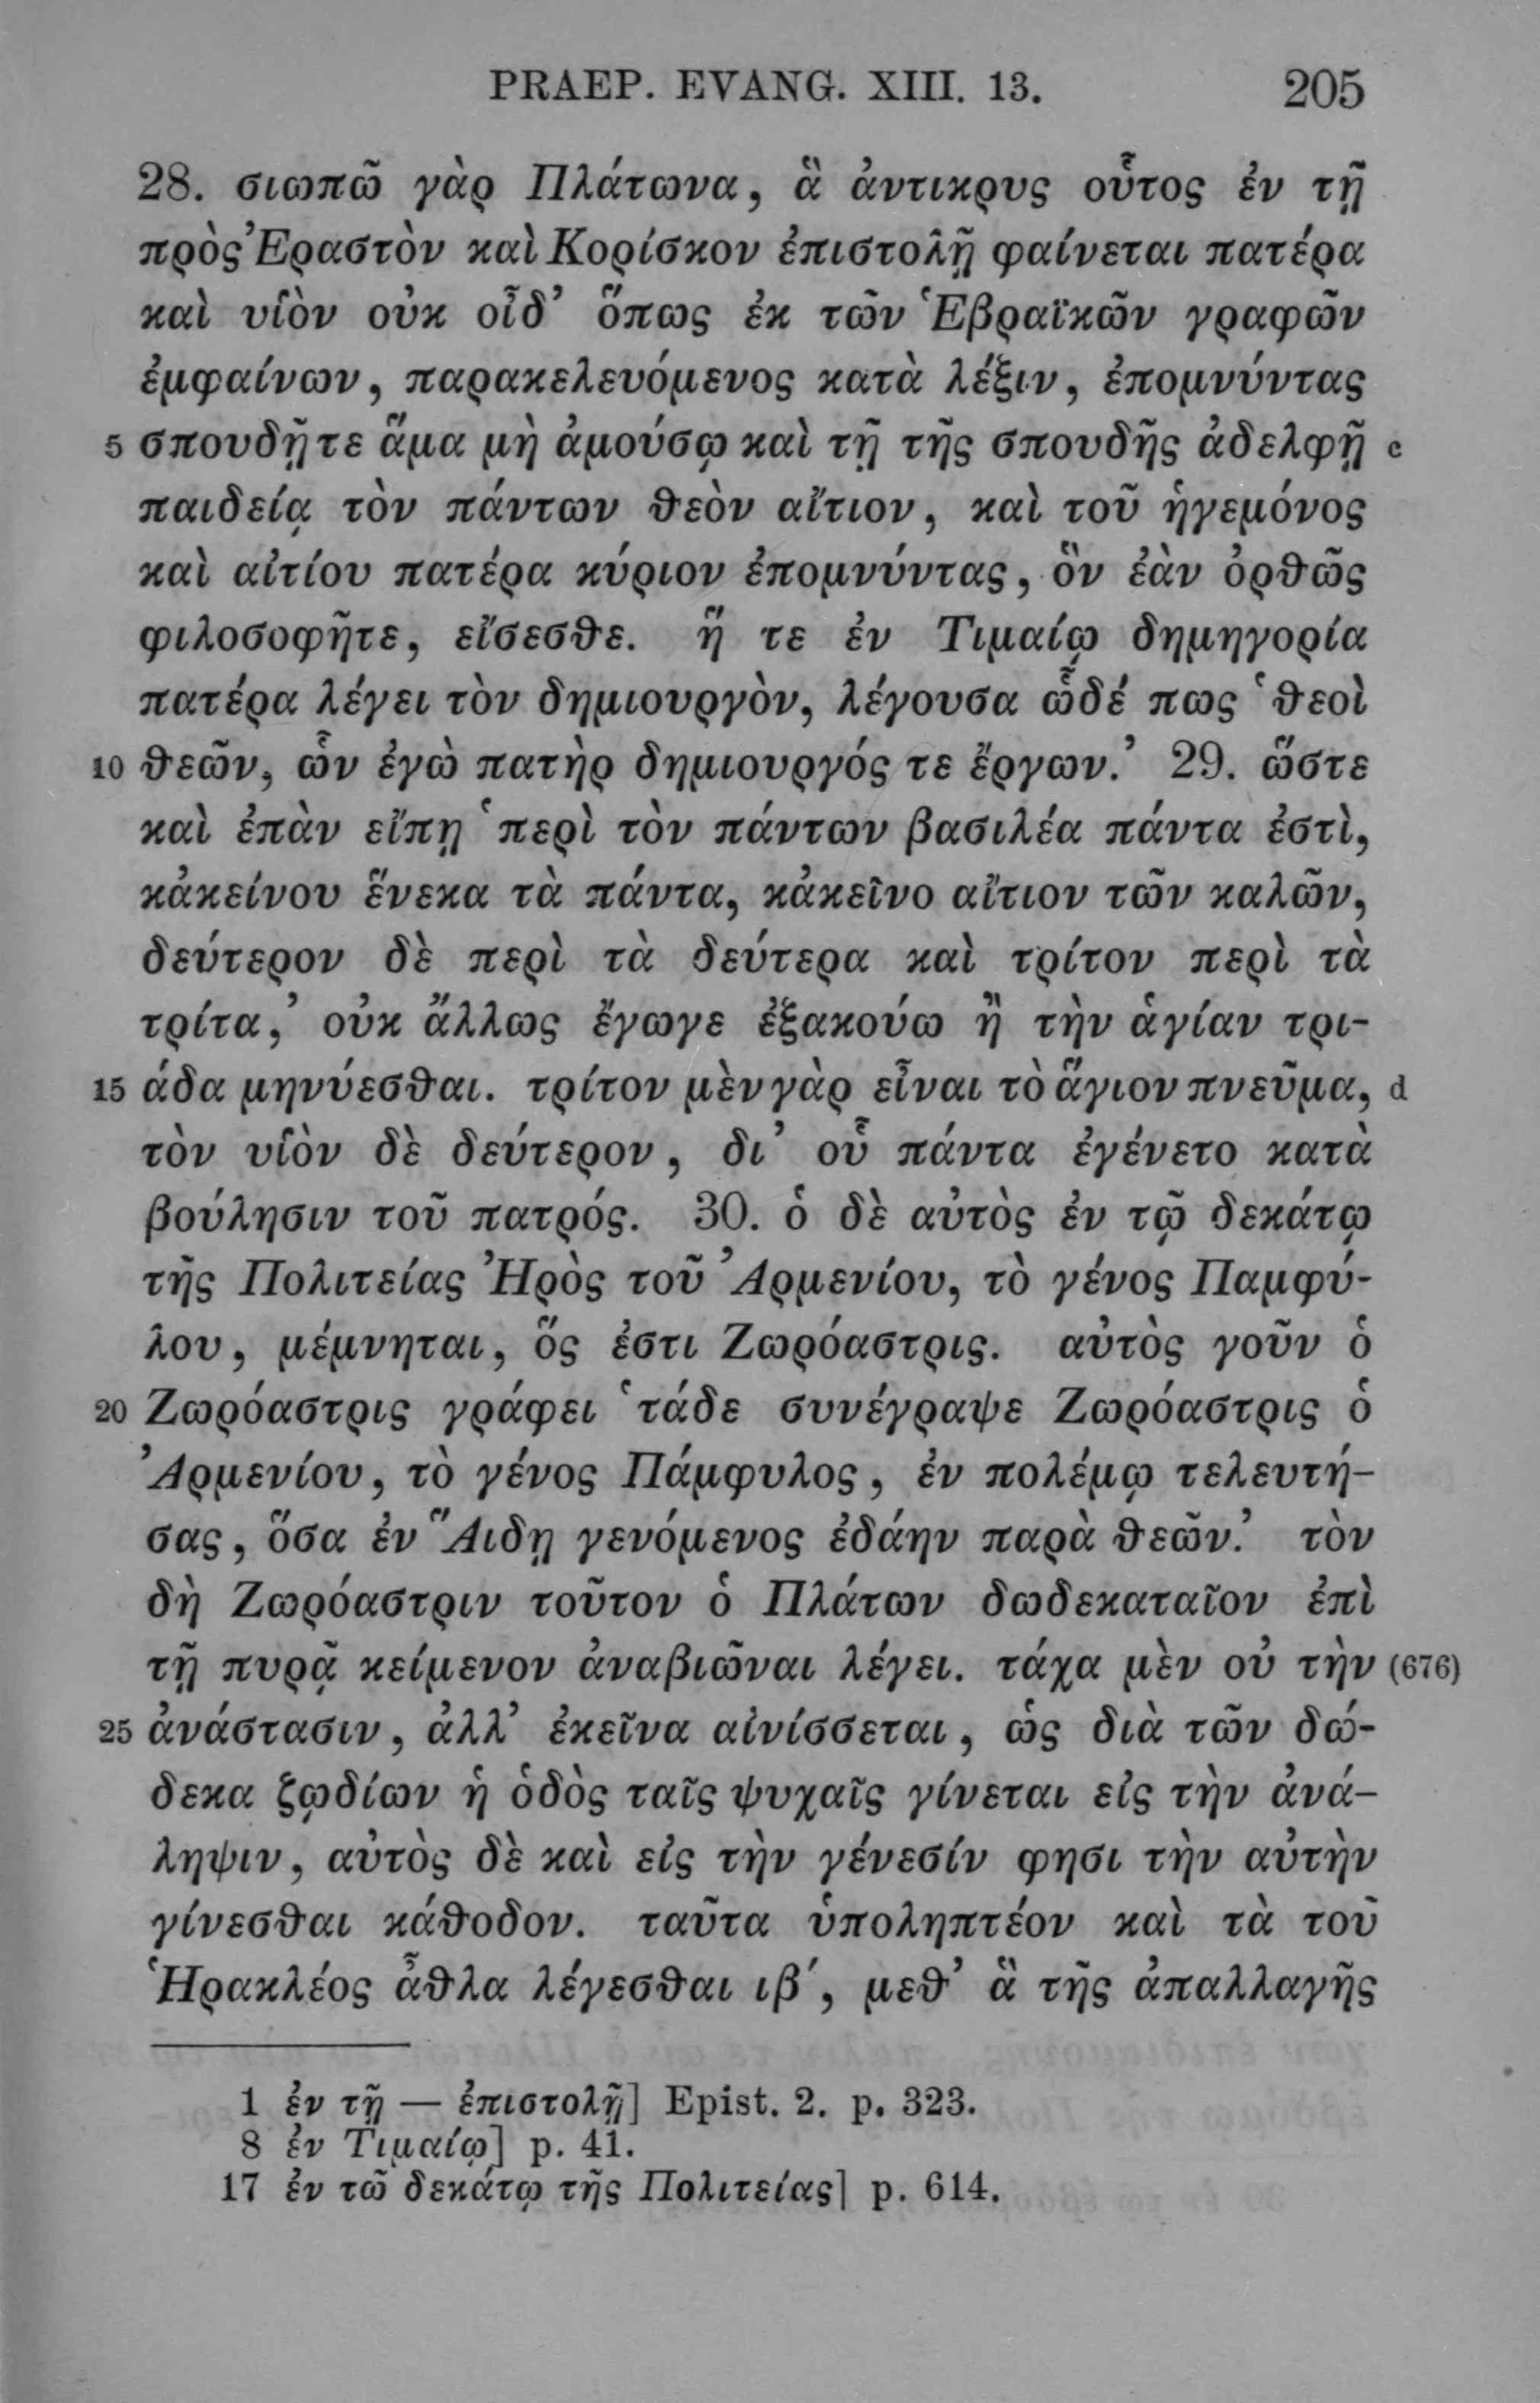 PRAEP. EVANG. XIII. 13. 205
28. σιωπῶ γὰρ Πλάτωνα, ἃ ἀντικρυς οὗτος ἐν τῇ
πρὸς Ἐραστὸν καὶ Κορίσκον ἐπιστολῇ φαίνεται πατέρα
καὶ υἱὸν οὐκ οἶδ’ ὅπως ἐκ τῶν Ἑβραϊκῶν γραφῶν
ἐμφαίνων, παρακελευόμενος κατὰ λέξιν, ἐπομνύντας
5 σπουδῇ τε ἅμα μὴ ἀμούσῳ καὶ τῇ τῆς σπουδῆς ἀδελφῇ c
παιδείᾳ τὸν πάντων θεὸν αἴτιον, καὶ τοῦ ἡγεμόνος
καὶ αἰτίου πατέρα κύριον ἐπομνύντας, ὃν ἐὰν ὀρθῶς
φιλοσοφῆτε, εἴσεσθε. ἥ τε ἐν Τιμαίῳ δημηγορία
πατέρα λέγει τὸν δημιουργὸν, λέγουσα ὧδέ πως ‘θεοὶ
10 θεῶν, ὧν ἐγὼ πατὴρ δημιουργός τε ἔργων.’ 29. ὥστε
καὶ ἐπὰν εἴπῃ ‘περὶ τὸν πάντων βασιλέα πάντα ἐστὶ,
κἀκείνου ἕνεκα τὰ πάντα, κἀκεῖνο αἴτιον τῶν καλῶν,
δεύτερον δὲ περὶ τὰ δεύτερα καὶ τρίτον περὶ τὰ
τρίτα,’ οὐκ ἄλλως ἔγωγε ἐξακούω ἢ τὴν ἁγίαν τρι-
15 άδα μηνύεσθαι. τρίτον μὲν γὰρ εἶναι τὸ ἅγιον πνεῦμα, d
τὸν υἱὸν δὲ δεύτερον, δι’ οὗ πάντα ἐγένετο κατὰ
βούλησιν τοῦ πατρός. 30. ὁ δὲ αὐτὸς ἐν τῷ δεκάτῳ
τῆς Πολιτείας Ἠρὸς τοῦ Ἀρμενίου, τὸ γένος Παμφύ-
λου, μέμνηται, ὅς ἐστι Ζωρόαστρις. αὐτὸς γοῦν ὁ
20 Ζωρόαστρις γράφει ‘τάδε συνέγραψε Ζωρόαστρις ὁ
Ἀρμενίου, τὸ γένος Πάμφυλος, ἐν πολέμῳ τελευτή-
σας, ὅσα ἐν Ἅιδῃ γενόμενος ἐδάην παρὰ θεῶν.’ τὸν
δὴ Ζωρόαστριν τοῦτον ὁ Πλάτων δωδεκαταῖον ἐπὶ
τῇ πυρᾷ κείμενον ἀναβιῶναι λέγει. τάχα μὲν οὐ τὴν (676)
25 ἀνάστασιν, ἀλλ’ ἐκεῖνα αἰνίσσεται, ὡς διὰ τῶν δώ-
δεκα ζῳδίων ἡ ὁδὸς ταῖς ψυχαῖς γίνεται εἰς τὴν ἀνά-
ληψιν, αὐτὸς δὲ καὶ εἰς τὴν γένεσίν φησι τὴν αὐτὴν
γίνεσθαι κάθοδον. ταῦτα ὑποληπτέον καὶ τὰ τοῦ
Ἡρακλέος ἆθλα λέγεσθαι ιβ′, μεθ’ ἃ τῆς ἀπαλλαγῆς
1 ἐν τῇ — ἐπιστολῇ] Epist. 2. p. 323.
8 ἐν Τιμαίῳ] p. 41.
17 ἐν τῶ δεκάτῳ τῆς Πολιτείας] p. 614.